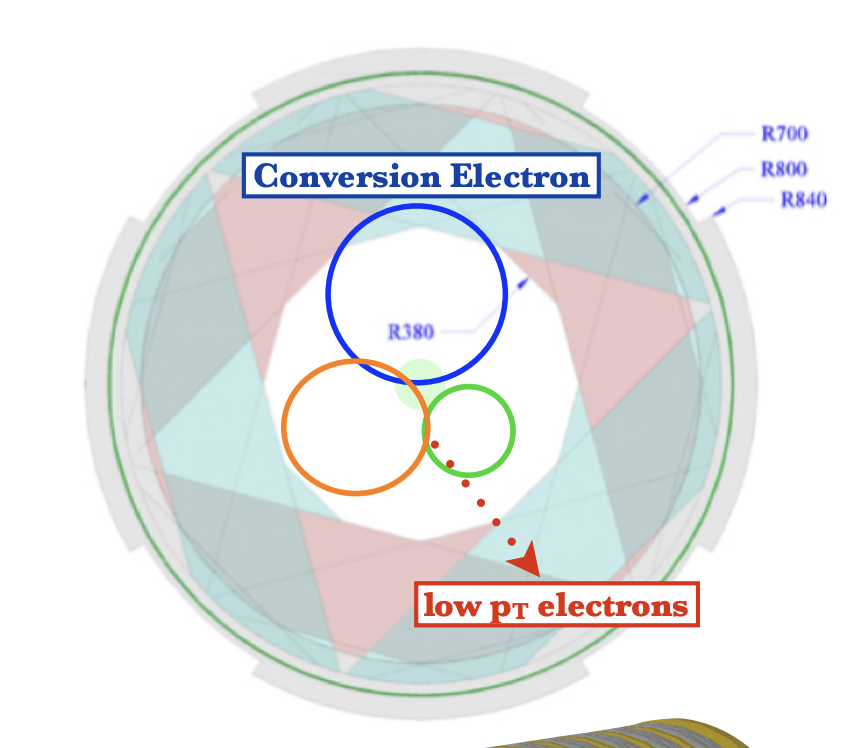 R700
Conversion Electron
R800
R840
R380
low pT electrons